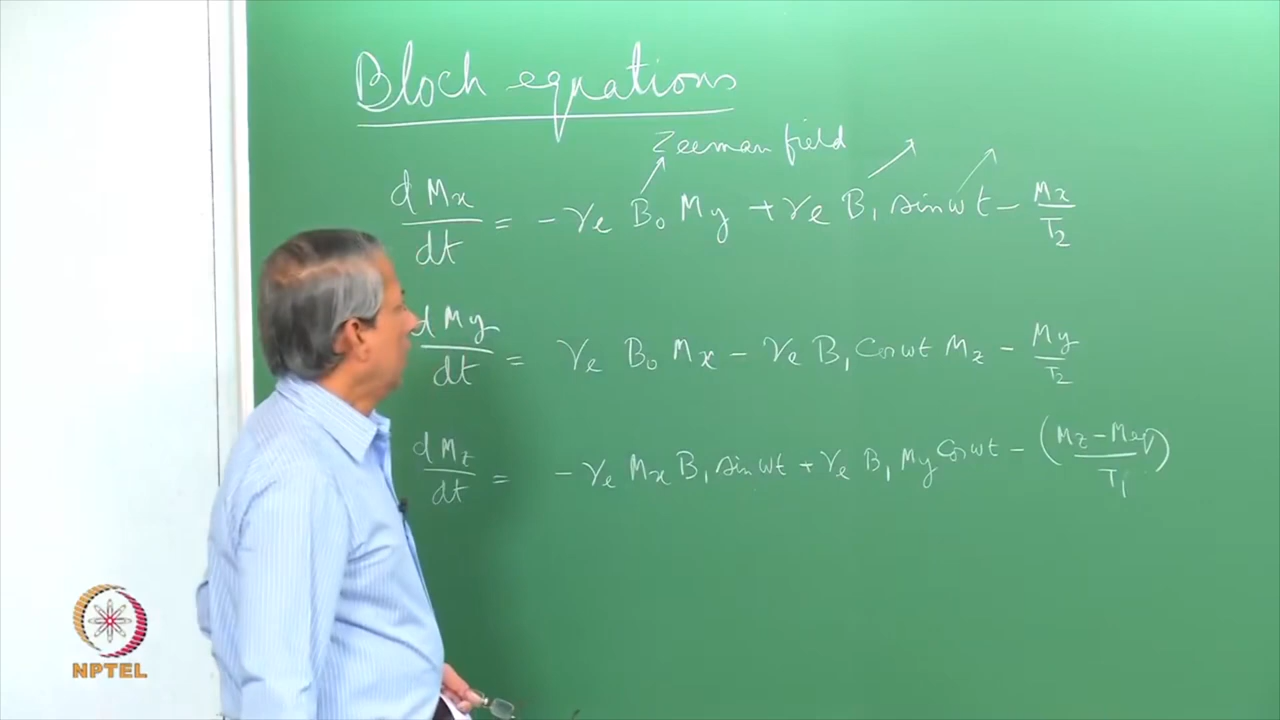 Bloch equations
Zeeman field
dMx/dt = -γe B0 My + γe B1 sinωt - Mx/T2
dMy/dt = γe B0 Mx - γe B1 cosωt Mz - My/T2
dMz/dt = -γe Mx B1 sinωt + γe B1 My cosωt - (Mz - Meq/T1)
NPTEL